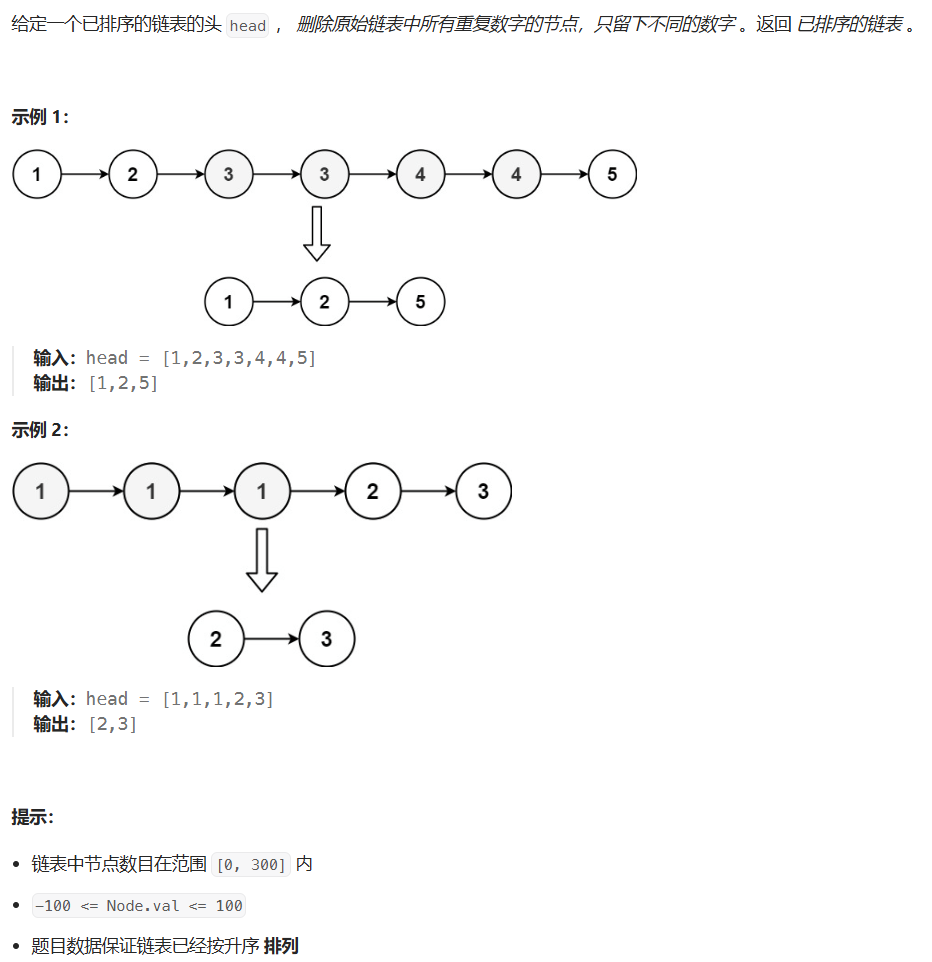 给定一个已排序的链表的头 head ， 删除原始链表中所有重复数字的节点，只留下不同的数字 。返回 已排序的链表 。
示例 1：
1 2 3 3 4 4 5
1 2 5
输入：head = [1,2,3,3,4,4,5]
输出：[1,2,5]
示例 2：
1 1 1 2 3
2 3
输入：head = [1,1,1,2,3]
输出：[2,3]
提示：
• 链表中节点数目在范围 [0, 300] 内
• -100 <= Node.val <= 100
• 题目数据保证链表已经按升序 排列